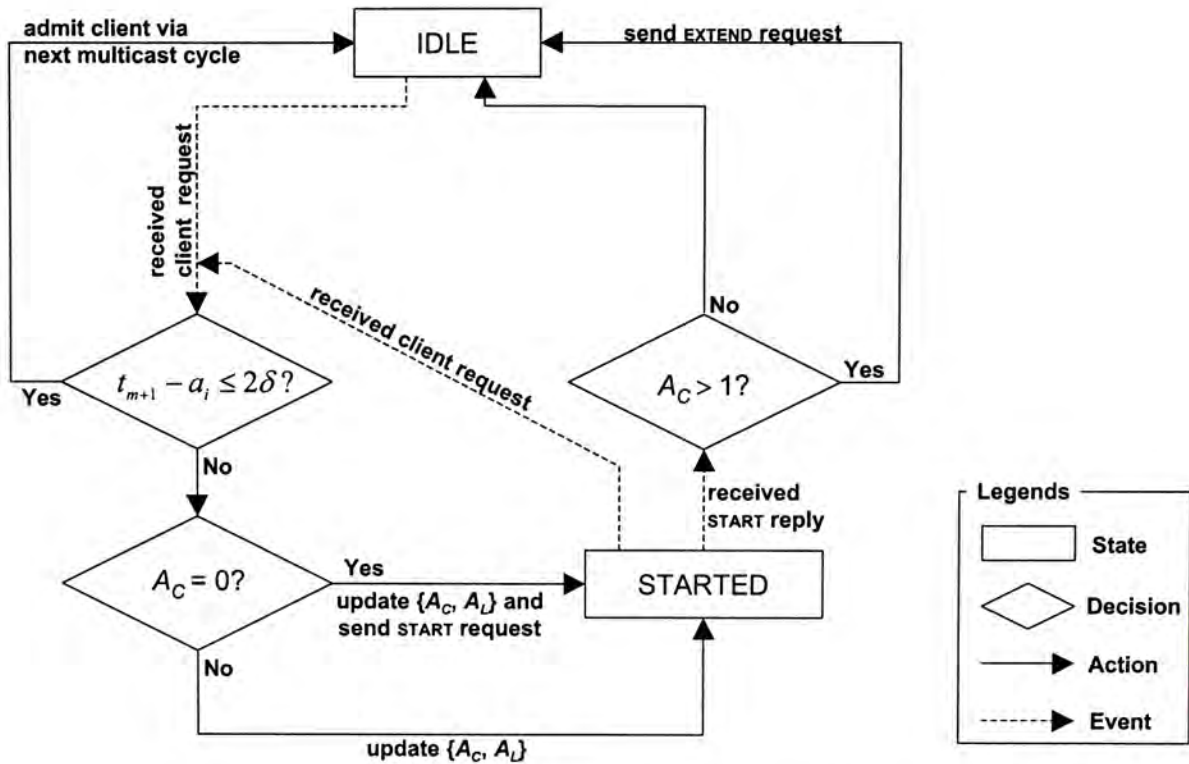 admit client via
next multicast cycle
IDLE
send EXTEND request
received
client request
received client request
No
Yes
t_{m+1} − a_i ≤ 2δ?
A_C > 1?
Yes
No
received
START reply
Legends
State
A_C = 0?
Yes
STARTED
update {A_C, A_L} and
send START request
Decision
No
Action
Event
update {A_C, A_L}